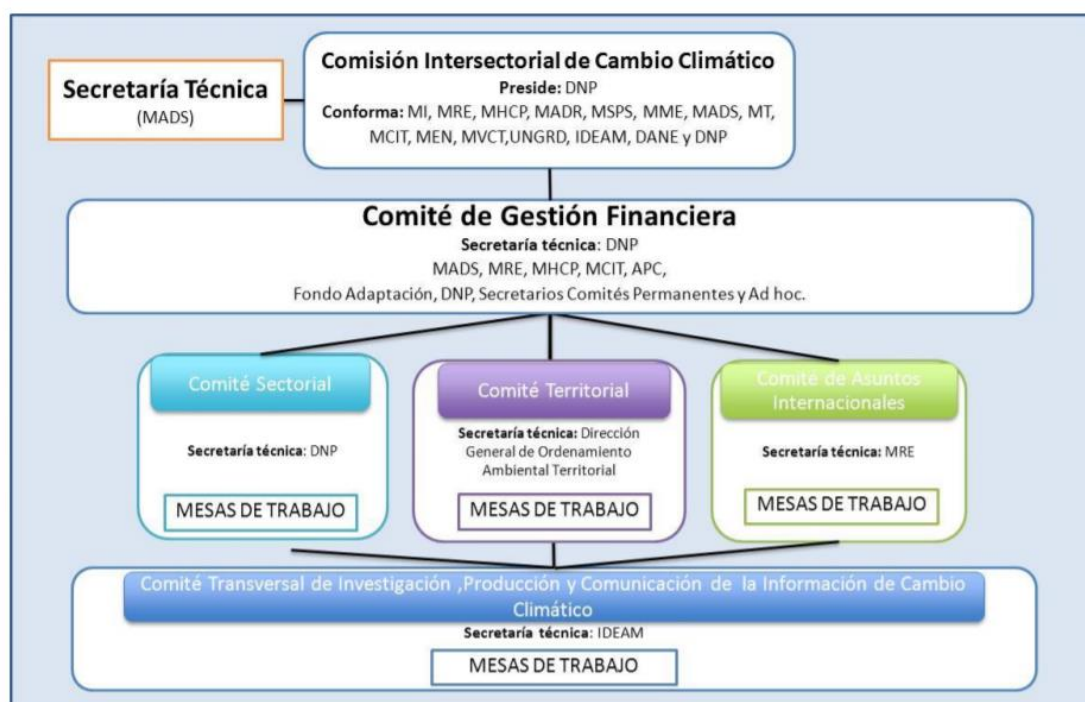 Secretaría Técnica
(MADS)
Comisión Intersectorial de Cambio Climático
Preside: DNP
Conforma: MI, MRE, MHCP, MADR, MSPS, MME, MADS, MT,
MCIT, MEN, MVCT,UNGRD, IDEAM, DANE y DNP
Comité de Gestión Financiera
Secretaría técnica: DNP
MADS, MRE, MHCP, MCIT, APC,
Fondo Adaptación, DNP, Secretarios Comités Permanentes y Ad hoc.
Comité Sectorial
Secretaría técnica: DNP
MESAS DE TRABAJO
Comité Territorial
Secretaría técnica: Dirección
General de Ordenamiento
Ambiental Territorial
MESAS DE TRABAJO
Comité de Asuntos
Internacionales
Secretaría técnica: MRE
MESAS DE TRABAJO
Comité Transversal de Investigación ,Producción y Comunicación de la Información de Cambio
Climático
Secretaría técnica: IDEAM
MESAS DE TRABAJO